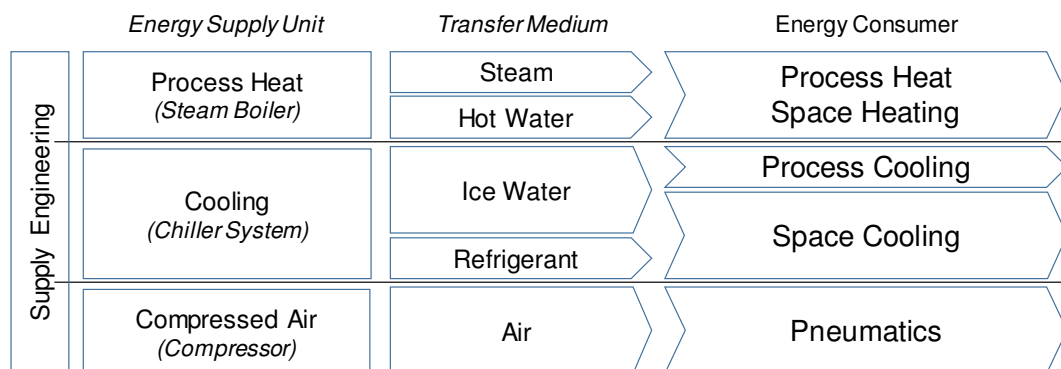 Energy Supply Unit
Transfer Medium
Energy Consumer
Supply Engineering
Process Heat
(Steam Boiler)
Steam
Hot Water
Process Heat
Space Heating
Cooling
(Chiller System)
Ice Water
Refrigerant
Process Cooling
Space Cooling
Compressed Air
(Compressor)
Air
Pneumatics